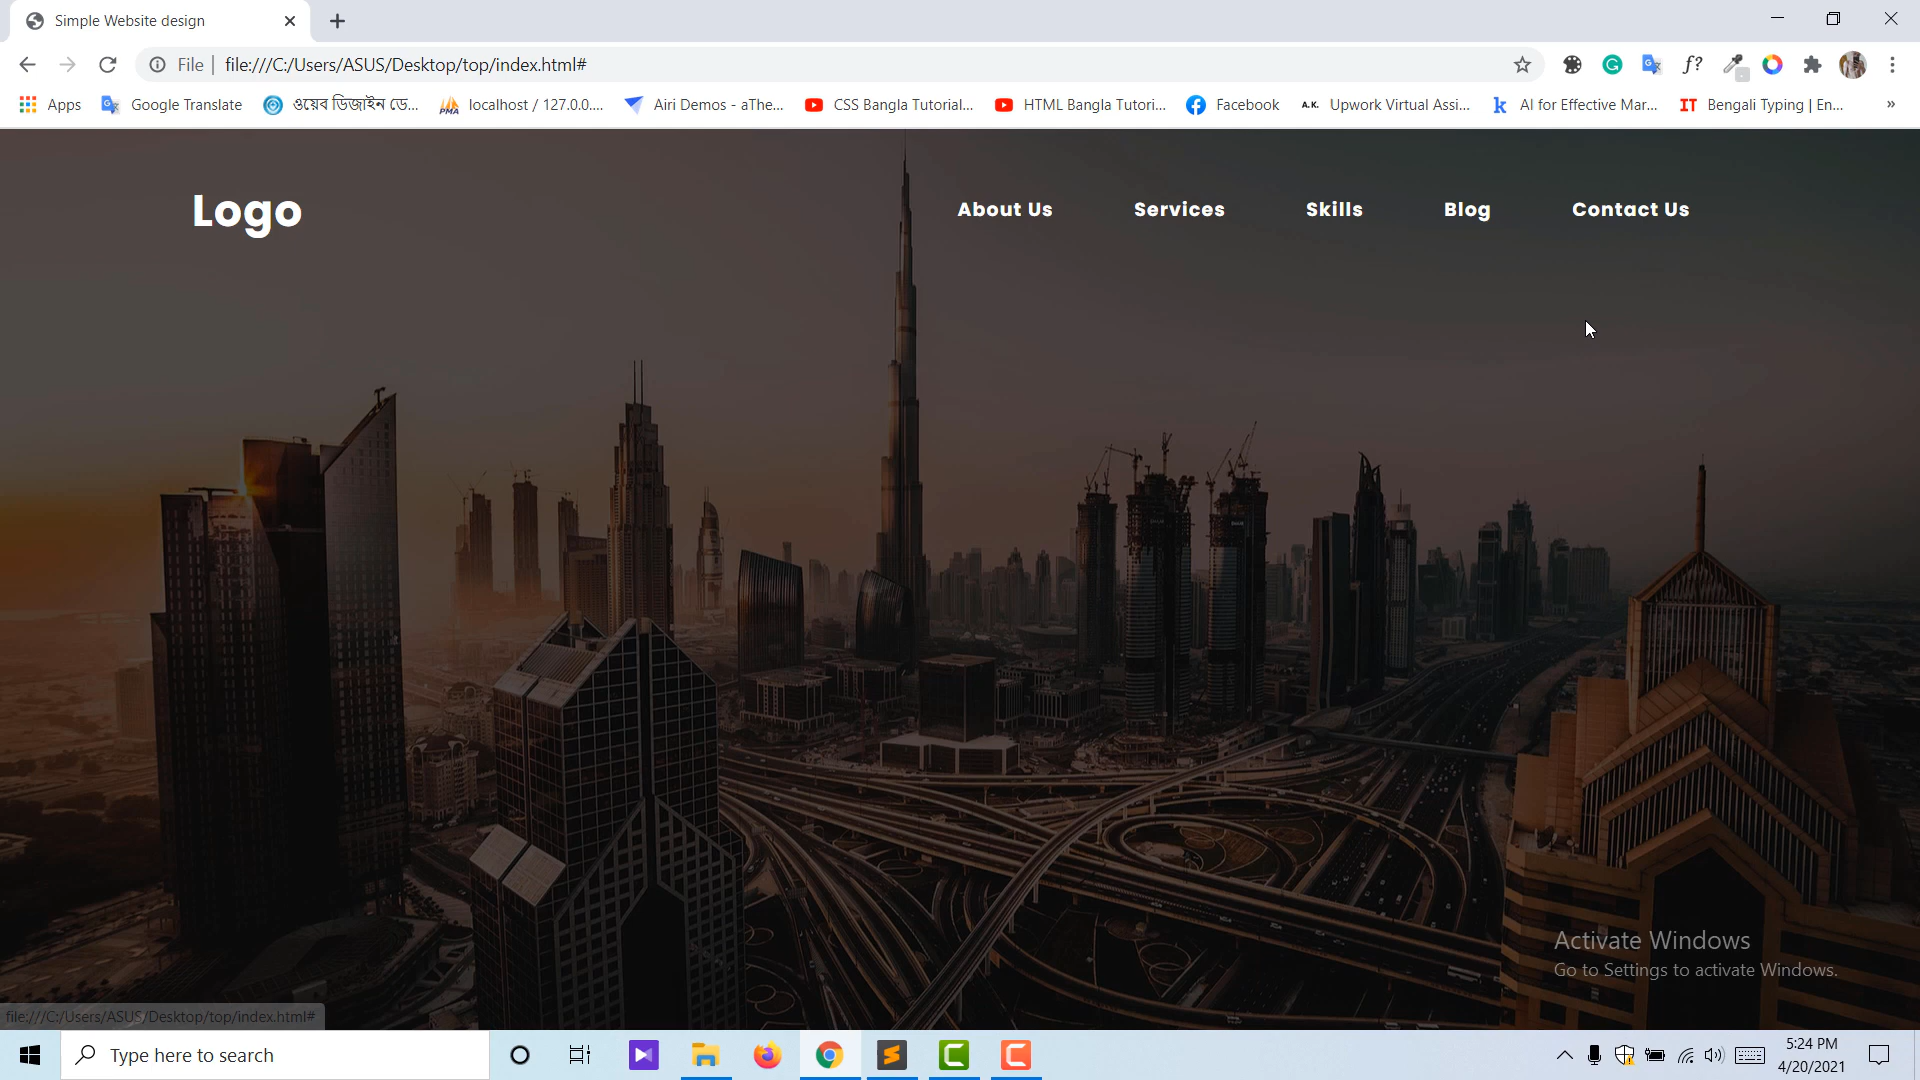 Simple Website design
File file:///C:/Users/ASUS/Desktop/top/index.html#
Apps Google Translate ওয়েব ডিজাইন ডে... localhost / 127.0.0.... Airi Demos - aThe... CSS Bangla Tutorial... HTML Bangla Tutori... Facebook A.K. Upwork Virtual Assi... AI for Effective Mar... IT Bengali Typing | En...
Logo About Us Services Skills Blog Contact Us
Activate Windows
Go to Settings to activate Windows.
file:///C:/Users/ASUS/Desktop/top/index.html#
Type here to search
5:24 PM
4/20/2021